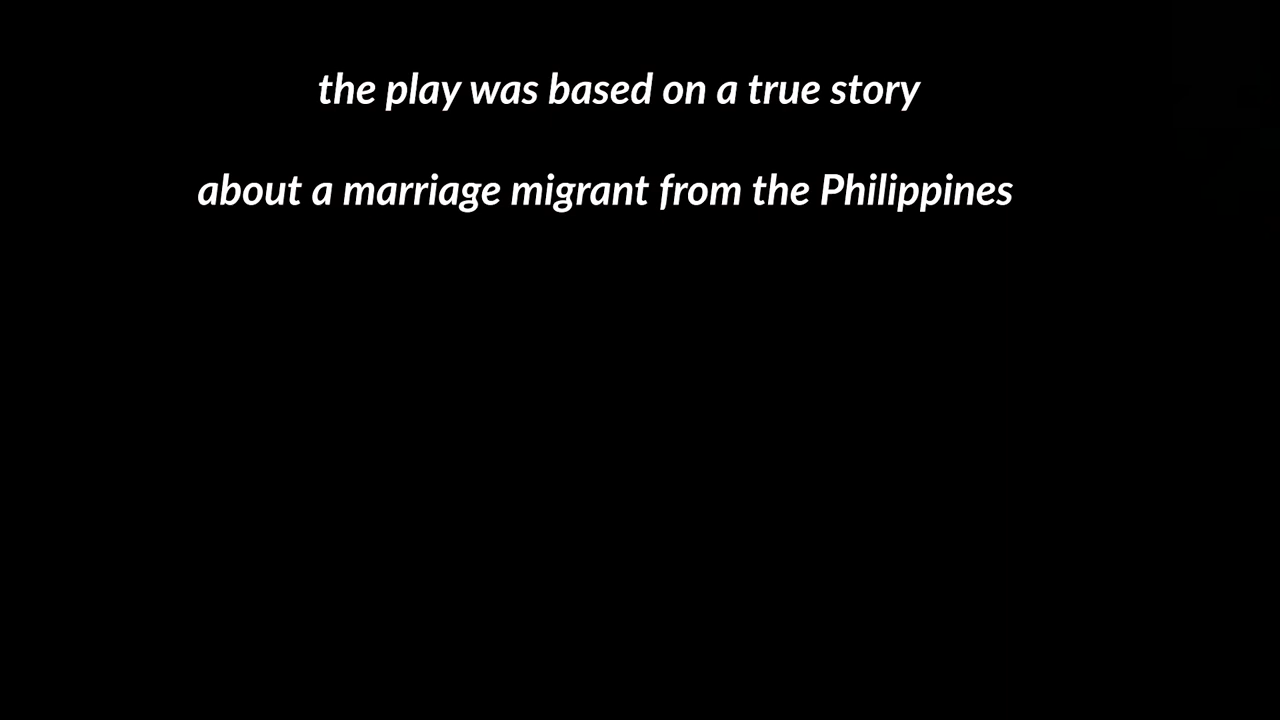 the play was based on a true story
about a marriage migrant from the Philippines